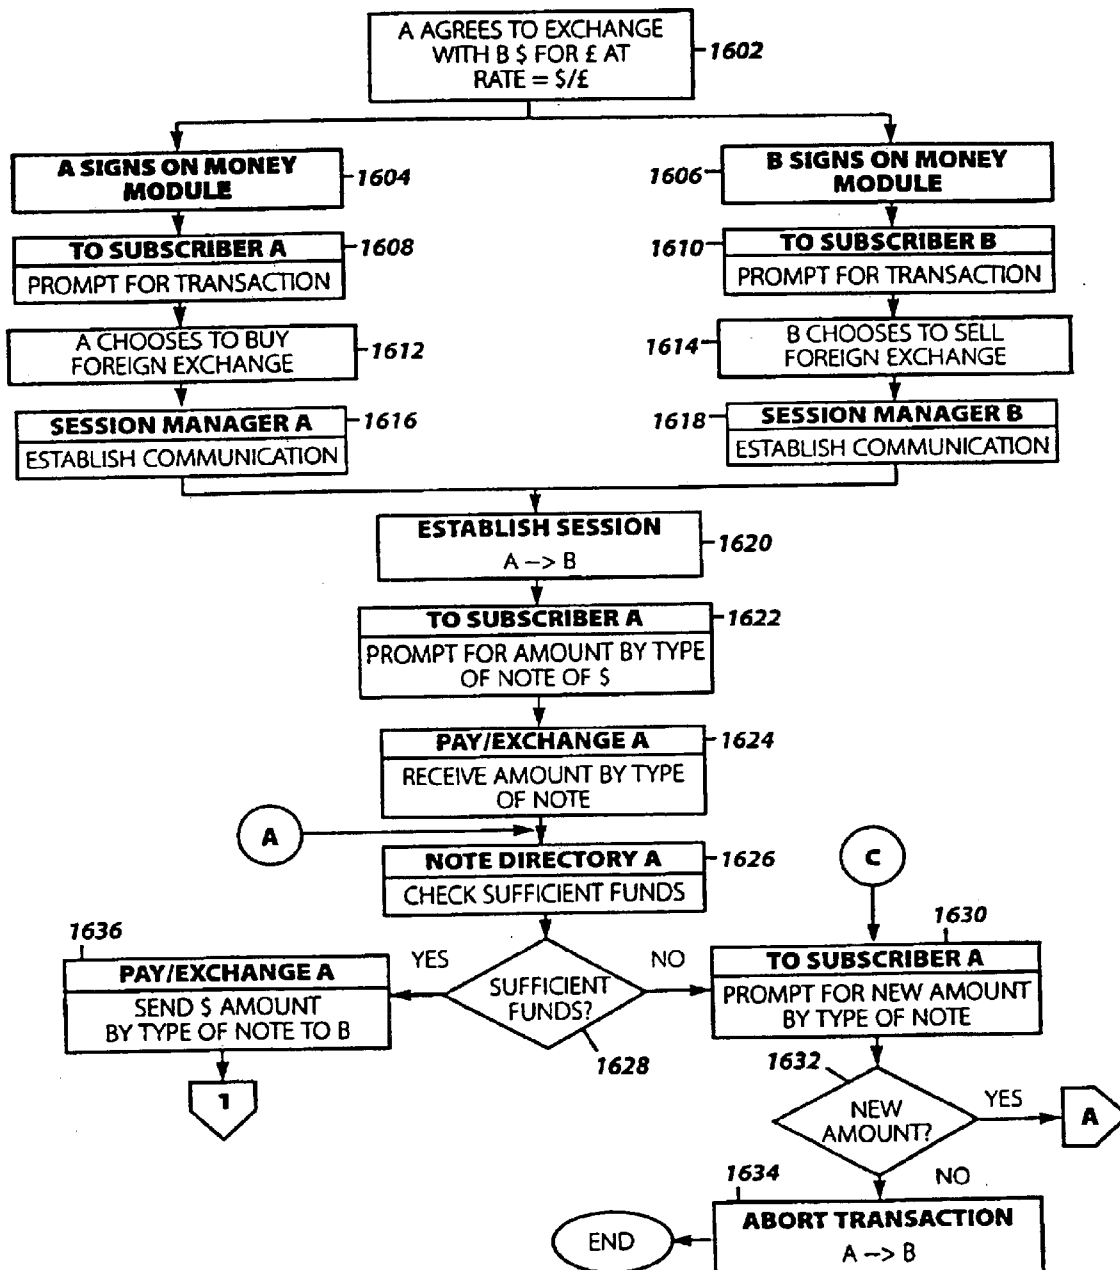 A AGREES TO EXCHANGE
WITH B $ FOR £ AT
RATE = $/£
1602
A SIGNS ON MONEY
MODULE
1604
1606
B SIGNS ON MONEY
MODULE
TO SUBSCRIBER A
1608
PROMPT FOR TRANSACTION
1610
TO SUBSCRIBER B
PROMPT FOR TRANSACTION
A CHOOSES TO BUY
FOREIGN EXCHANGE
1612
1614
B CHOOSES TO SELL
FOREIGN EXCHANGE
SESSION MANAGER A
1616
ESTABLISH COMMUNICATION
1618
SESSION MANAGER B
ESTABLISH COMMUNICATION
ESTABLISH SESSION
A -> B
1620
TO SUBSCRIBER A
1622
PROMPT FOR AMOUNT BY TYPE
OF NOTE OF $
PAY/EXCHANGE A
1624
RECEIVE AMOUNT BY TYPE
OF NOTE
A
NOTE DIRECTORY A
1626
CHECK SUFFICIENT FUNDS
C
1636
PAY/EXCHANGE A
SEND $ AMOUNT
BY TYPE OF NOTE TO B
YES
SUFFICIENT
FUNDS?
NO
1628
1630
TO SUBSCRIBER A
PROMPT FOR NEW AMOUNT
BY TYPE OF NOTE
1
1632
NEW
AMOUNT?
YES
A
NO
1634
ABORT TRANSACTION
A -> B
END